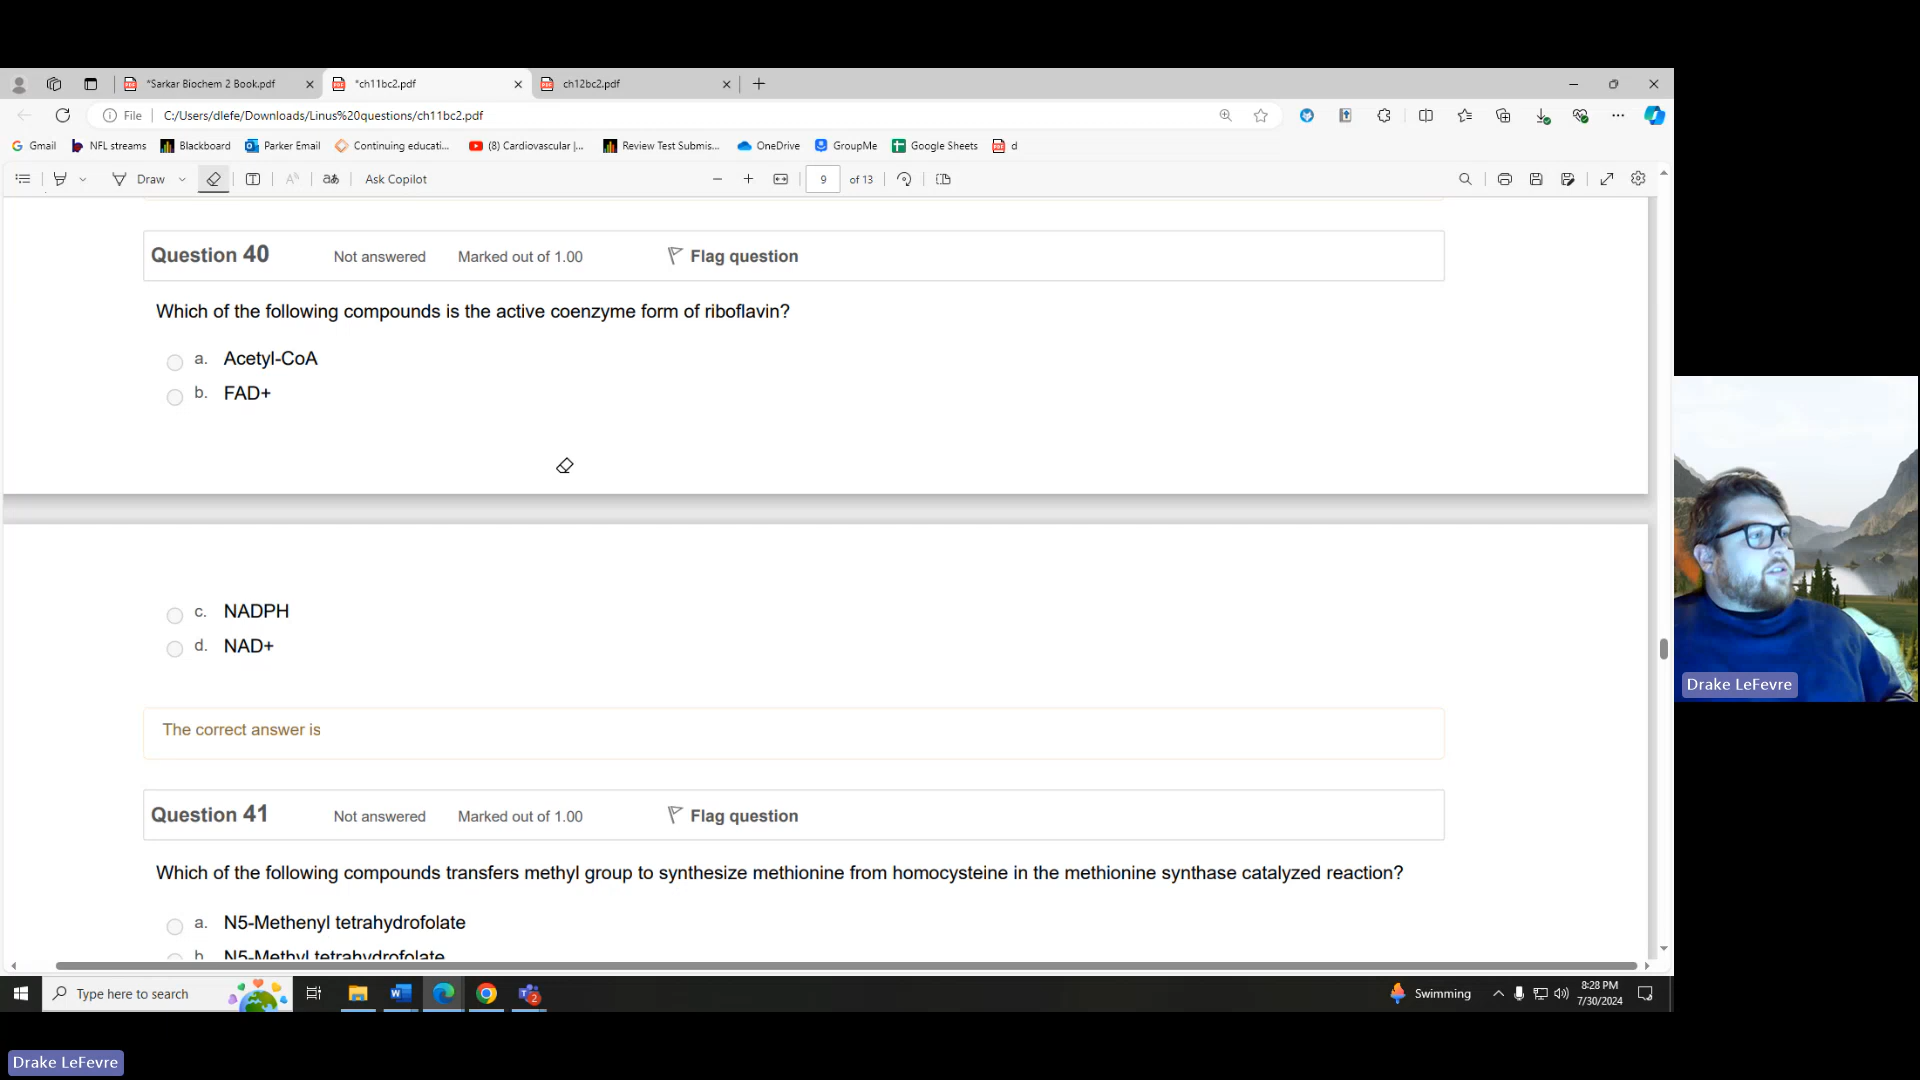 *Sarkar Biochem 2 Book.pdf
*ch11bc2.pdf
ch12bc2.pdf
File
C:/Users/dlefe/Downloads/Linus%20questions/ch11bc2.pdf
Gmail
NFL streams
Blackboard
Parker Email
Continuing educati...
(8) Cardiovascular |...
Review Test Submis...
OneDrive
GroupMe
Google Sheets
d
Draw
Ask Copilot
9
of 13
Question 40
Not answered
Marked out of 1.00
Flag question
Which of the following compounds is the active coenzyme form of riboflavin?
a. Acetyl-CoA
b. FAD+
c. NADPH
d. NAD+
The correct answer is
Question 41
Not answered
Marked out of 1.00
Flag question
Which of the following compounds transfers methyl group to synthesize methionine from homocysteine in the methionine synthase catalyzed reaction?
a. N5-Methenyl tetrahydrofolate
b. N5-Methyl tetrahydrofolate
Type here to search
2
Swimming
8:28 PM
7/30/2024
Drake LeFevre
Drake LeFevre